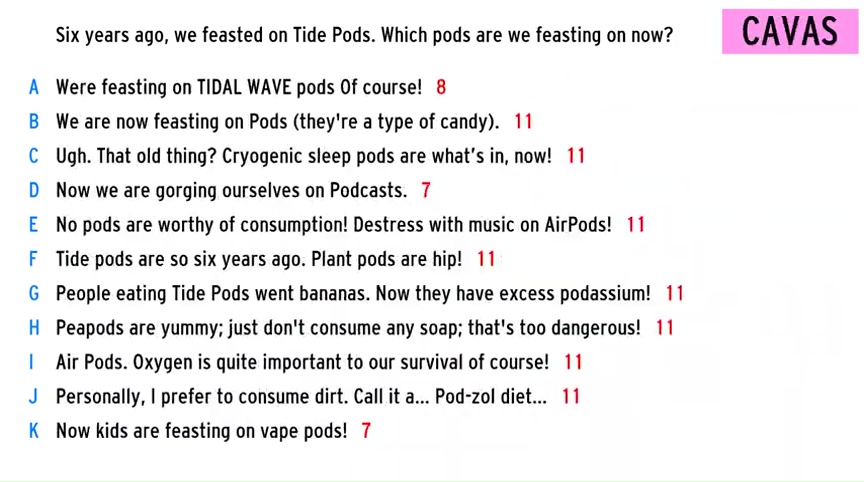 Six years ago, we feasted on Tide Pods. Which pods are we feasting on now?
CAVAS
A Were feasting on TIDAL WAVE pods Of course! 8
B We are now feasting on Pods (they're a type of candy). 11
C Ugh. That old thing? Cryogenic sleep pods are what's in, now! 11
D Now we are gorging ourselves on Podcasts. 7
E No pods are worthy of consumption! Destress with music on AirPods! 11
F Tide pods are so six years ago. Plant pods are hip! 11
G People eating Tide Pods went bananas. Now they have excess podassium! 11
H Peapods are yummy; just don't consume any soap; that's too dangerous! 11
I Air Pods. Oxygen is quite important to our survival of course! 11
J Personally, I prefer to consume dirt. Call it a... Pod-zol diet... 11
K Now kids are feasting on vape pods! 7